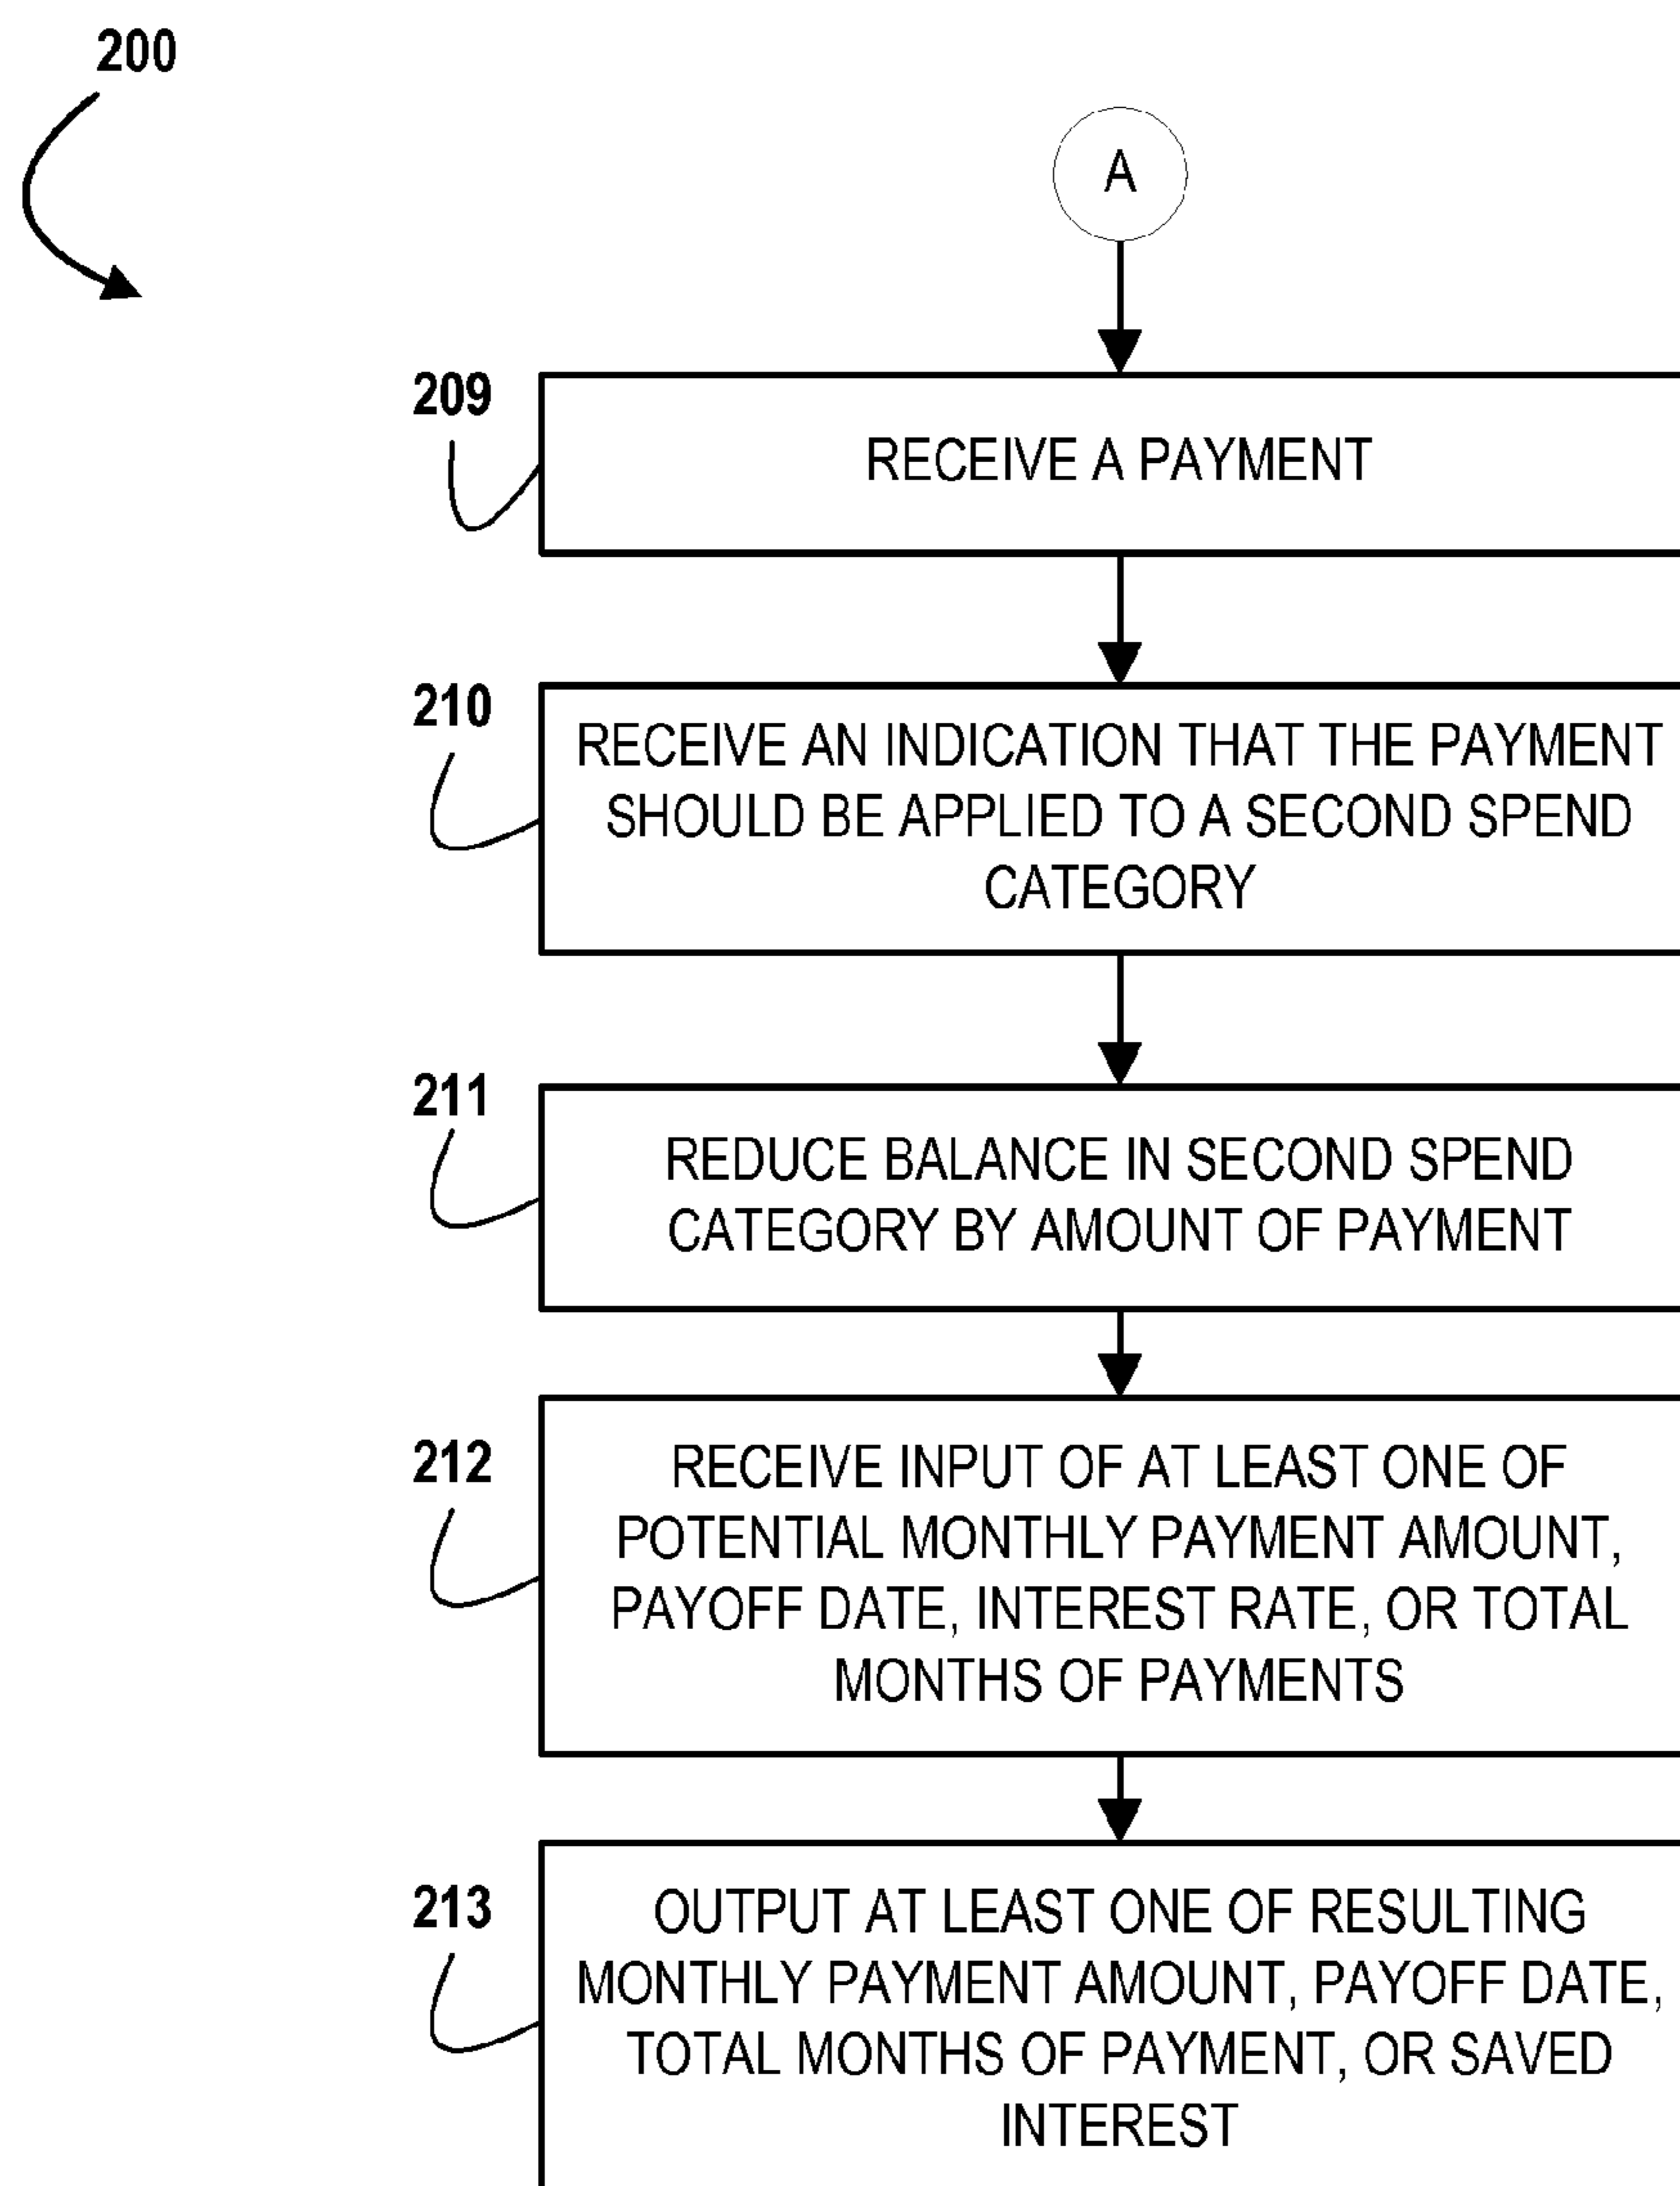 200
A
209
RECEIVE A PAYMENT
210
RECEIVE AN INDICATION THAT THE PAYMENT
SHOULD BE APPLIED TO A SECOND SPEND
CATEGORY
211
REDUCE BALANCE IN SECOND SPEND
CATEGORY BY AMOUNT OF PAYMENT
212
RECEIVE INPUT OF AT LEAST ONE OF
POTENTIAL MONTHLY PAYMENT AMOUNT,
PAYOFF DATE, INTEREST RATE, OR TOTAL
MONTHS OF PAYMENTS
213
OUTPUT AT LEAST ONE OF RESULTING
MONTHLY PAYMENT AMOUNT, PAYOFF DATE,
TOTAL MONTHS OF PAYMENT, OR SAVED
INTEREST